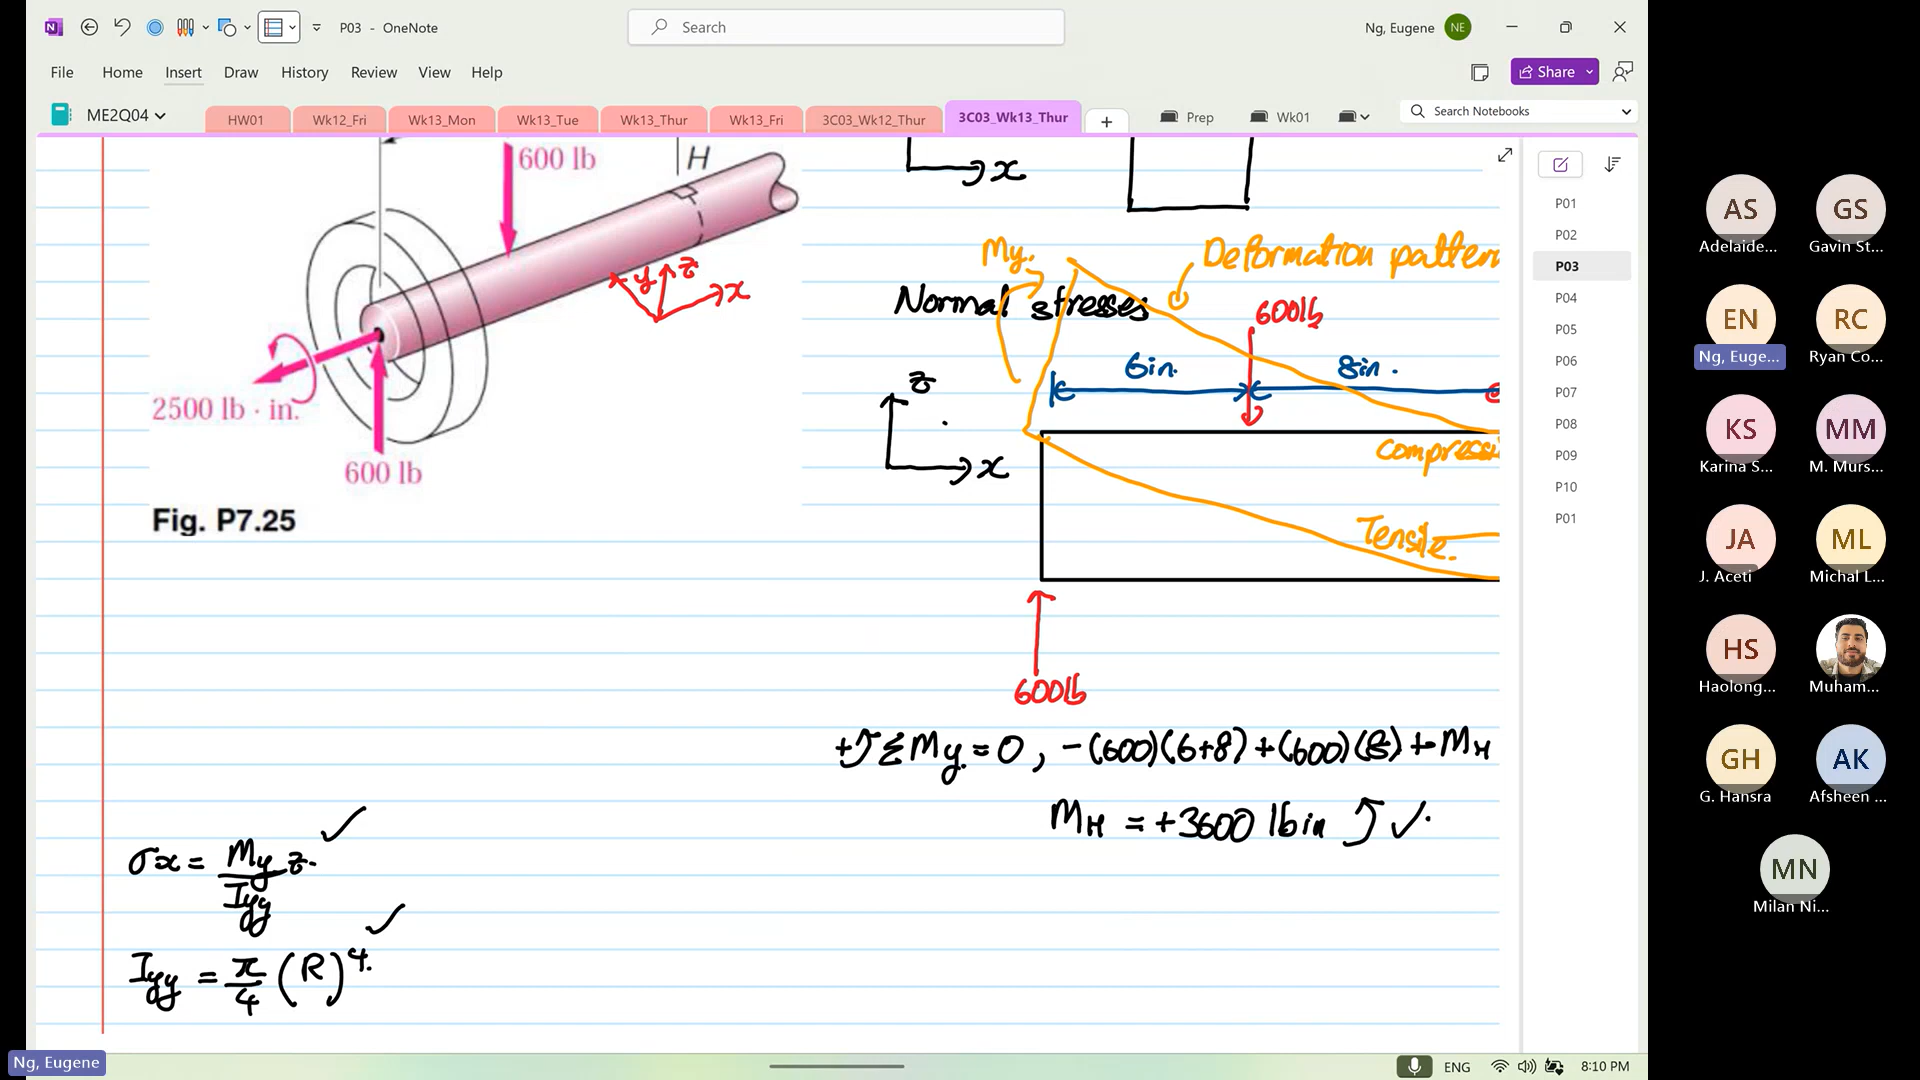 P03 - OneNote
Search
Ng, Eugene
NE
File Home Insert Draw History Review View Help
Share
ME2Q04
HW01
Wk12_Fri
Wk13_Mon
Wk13_Tue
Wk13_Thur
Wk13_Fri
3C03_Wk12_Thur
3C03_Wk13_Thur
+
Prep
Wk01
Search Notebooks
600 lb
H
y z x
2500 lb · in.
600 lb
Fig. P7.25
x
My.
Deformation pattern
Normal stresses
600lb
6in.
8in.
z
x
Compressi
Tensile.
600lb
+⤴ΣMy = 0, -(600)(6+8)+(600)(8)+MH
MH = +3600 lbin ⤴ ✓.
σx = My/Iyy z. ✓
Iyy = π/4 (R)^4. ✓
P01
P02
P03
P04
P05
P06
P07
P08
P09
P10
P01
AS
Adelaide...
GS
Gavin St...
EN
Ng, Euge...
RC
Ryan Co...
KS
Karina S...
MM
M. Murs...
JA
J. Aceti
ML
Michal L...
HS
Haolong...
Muham...
GH
G. Hansra
AK
Afsheen ...
MN
Milan Ni...
Ng, Eugene
ENG
8:10 PM